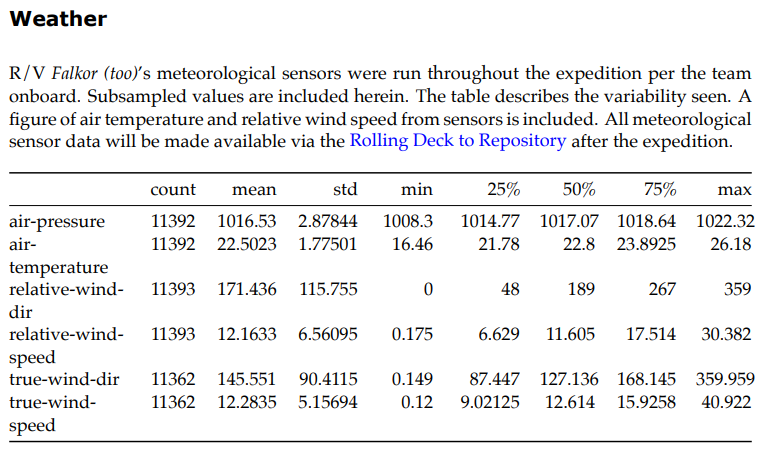 Weather
R/V Falkor (too)'s meteorological sensors were run throughout the expedition per the team
onboard. Subsampled values are included herein. The table describes the variability seen. A
figure of air temperature and relative wind speed from sensors is included. All meteorological
sensor data will be made available via the Rolling Deck to Repository after the expedition.
count mean std min 25% 50% 75% max
air-pressure 11392 1016.53 2.87844 1008.3 1014.77 1017.07 1018.64 1022.32
air- 11392 22.5023 1.77501 16.46 21.78 22.8 23.8925 26.18
temperature
relative-wind- 11393 171.436 115.755 0 48 189 267 359
dir
relative-wind- 11393 12.1633 6.56095 0.175 6.629 11.605 17.514 30.382
speed
true-wind-dir 11362 145.551 90.4115 0.149 87.447 127.136 168.145 359.959
true-wind- 11362 12.2835 5.15694 0.12 9.02125 12.614 15.9258 40.922
speed